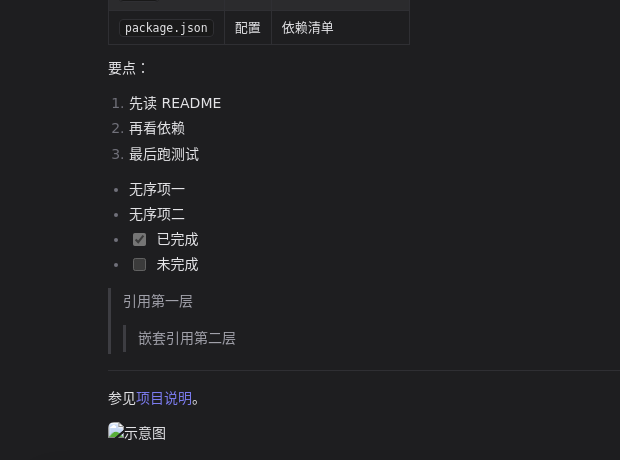 package.json 配置 依赖清单
要点：
1. 先读 README
2. 再看依赖
3. 最后跑测试
• 无序项一
• 无序项二
• 已完成
• 未完成
引用第一层
嵌套引用第二层
参见项目说明。
示意图